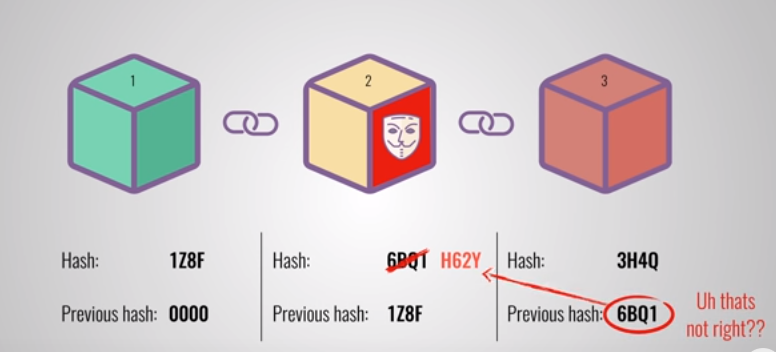 1
2
3
Hash: 1Z8F
Previous hash: 0000
Hash: 6BQ1 H62Y
Previous hash: 1Z8F
Hash: 3H4Q
Previous hash: 6BQ1
Uh thats
not right??